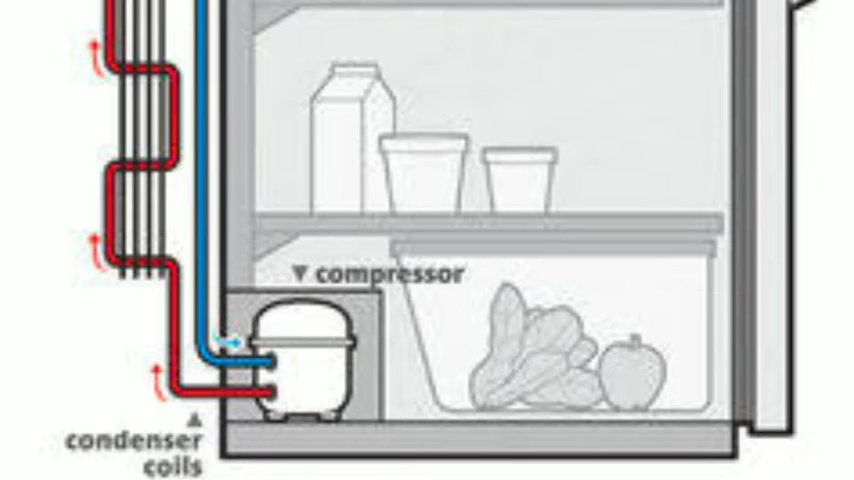 ▼ compressor
▲
condenser
coils